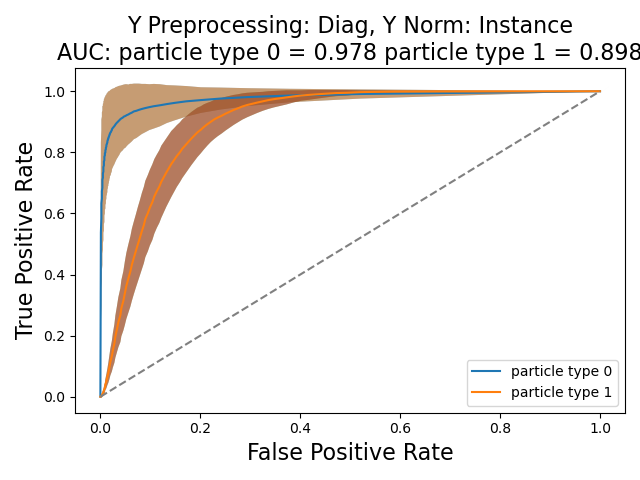 Y Preprocessing: Diag, Y Norm: Instance
AUC: particle type 0 = 0.978 particle type 1 = 0.898
True Positive Rate
1.0
0.8
0.6
0.4
0.2
0.0
particle type 0
particle type 1
0.0 0.2 0.4 0.6 0.8 1.0
False Positive Rate